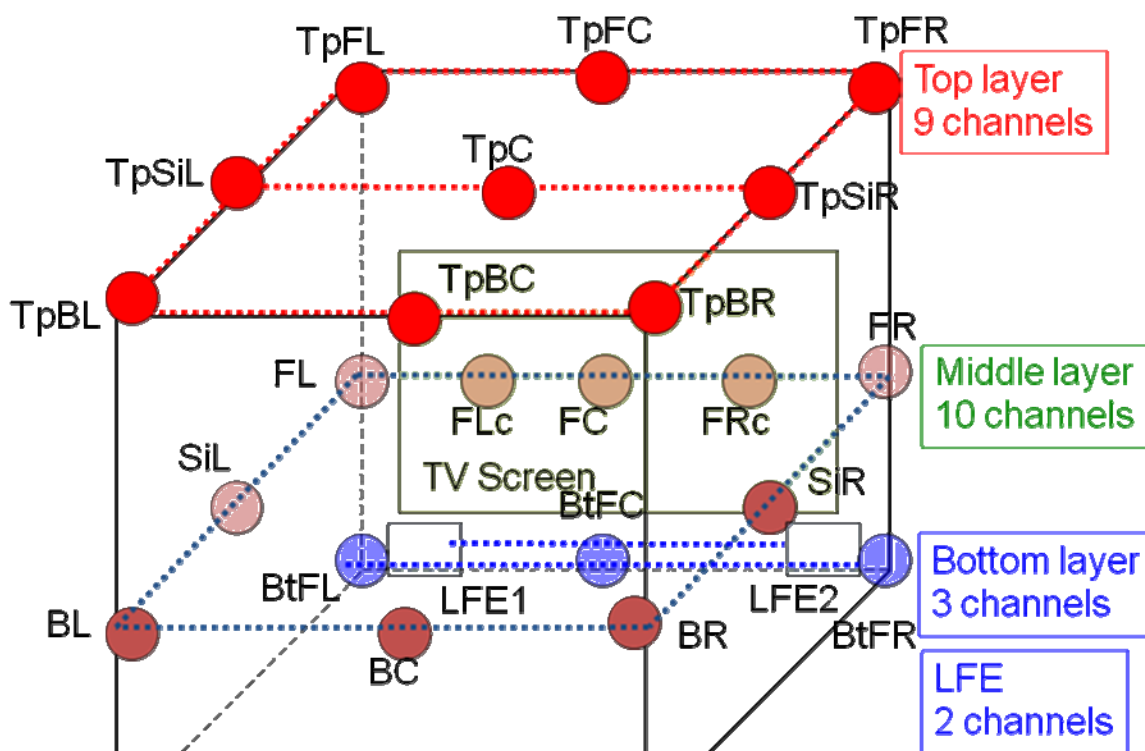 TpFL
TpFC
TpFR
Top layer
9 channels
TpSiL
TpC
TpSiR
TpBL
TpBC
TpBR
FL
FR
FLc
FC
FRc
Middle layer
10 channels
SiL
TV Screen
SiR
BtFC
BtFL
LFE1
LFE2
Bottom layer
3 channels
BL
BC
BR
BtFR
LFE
2 channels